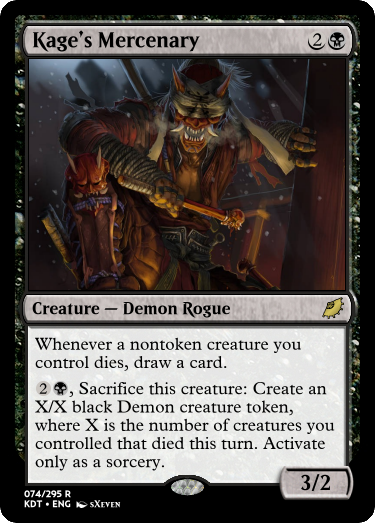 Kage's Mercenary 2
Creature — Demon Rogue
Whenever a nontoken creature you
control dies, draw a card.
2, Sacrifice this creature: Create an
X/X black Demon creature token,
where X is the number of creatures you
controlled that died this turn. Activate
only as a sorcery.
3/2
074/295 R
KDT • ENG sXeven